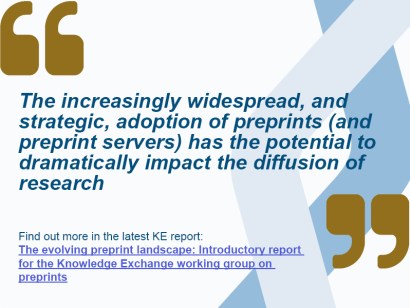 The increasingly widespread, and
strategic, adoption of preprints (and
preprint servers) has the potential to
dramatically impact the diffusion of
research
Find out more in the latest KE report:
The evolving preprint landscape: Introductory report
for the Knowledge Exchange working group on
preprints